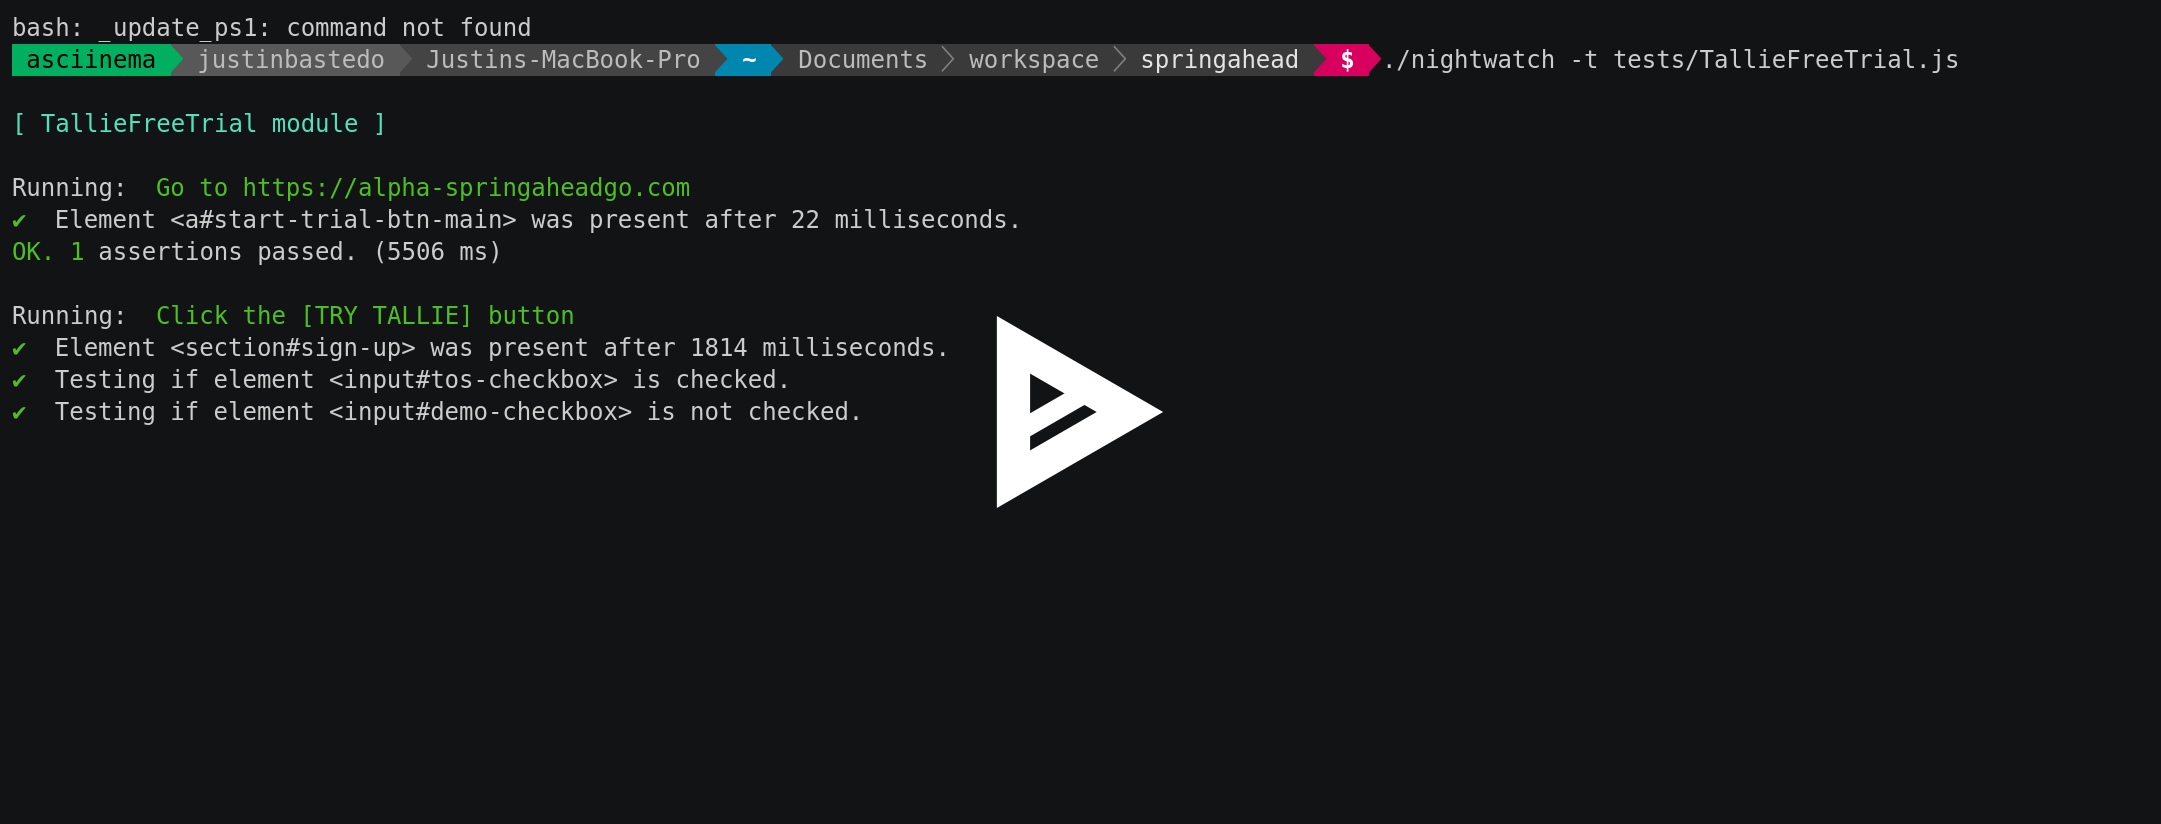 bash: _update_ps1: command not found
asciinema justinbastedo Justins-MacBook-Pro ~ Documents workspace springahead $ ./nightwatch -t tests/TallieFreeTrial.js
[ TallieFreeTrial module ]
Running:  Go to https://alpha-springaheadgo.com
✔  Element <a#start-trial-btn-main> was present after 22 milliseconds.
OK. 1 assertions passed. (5506 ms)
Running:  Click the [TRY TALLIE] button
✔  Element <section#sign-up> was present after 1814 milliseconds.
✔  Testing if element <input#tos-checkbox> is checked.
✔  Testing if element <input#demo-checkbox> is not checked.